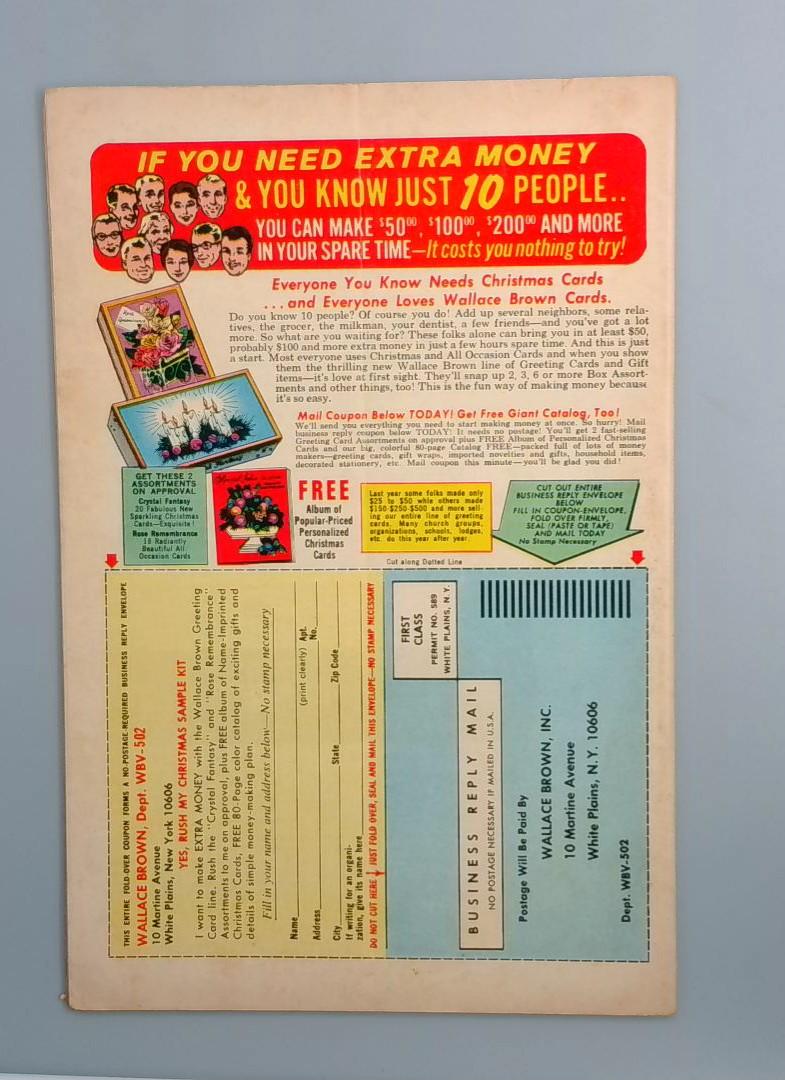 IF YOU NEED EXTRA MONEY
& YOU KNOW JUST 10 PEOPLE..
YOU CAN MAKE $50⁰⁰, $100⁰⁰, $200⁰⁰ AND MORE
IN YOUR SPARE TIME—It costs you nothing to try!
Everyone You Know Needs Christmas Cards
...and Everyone Loves Wallace Brown Cards.
Do you know 10 people? Of course you do! Add up several neighbors, some rela-
tives, the grocer, the milkman, your dentist, a few friends—and you've got a lot
more. So what are you waiting for? These folks alone can bring you in at least $50,
probably $100 and more extra money in just a few hours spare time. And this is just
a start. Most everyone uses Christmas and All Occasion Cards and when you show
them the thrilling new Wallace Brown line of Greeting Cards and Gift
items—it's love at first sight. They'll snap up 2, 3, 6 or more Box Assort-
ments and other things, too! This is the fun way of making money because
it's so easy.
Mail Coupon Below TODAY! Get Free Giant Catalog, Too!
We'll send you everything you need to start making money at once. So hurry! Mail
business reply coupon below TODAY! It needs no postage! You'll get 2 fast-selling
Greeting Card Assortments on approval plus FREE Album of Personalized Christmas
Cards and our big, colorful 80-page Catalog FREE—packed full of lots of money
makers—greeting cards, gift wraps, imported novelties and gifts, household items,
decorated stationery, etc. Mail coupon this minute—you'll be glad you did!
GET THESE 2
ASSORTMENTS
ON APPROVAL
Crystal Fantasy
20 Fabulous New
Sparkling Christmas
Cards—Exquisite!
Rose Remembrance
18 Radiantly
Beautiful All
Occasion Cards
FREE
Album of
Popular-Priced
Personalized
Christmas
Cards
Last year some folks made only
$25 to $50 while others made
$150-$250-$500 and more sell-
ing our entire line of greeting
cards. Many church groups,
organizations, schools, lodges,
etc. do this year after year.
CUT OUT ENTIRE
BUSINESS REPLY ENVELOPE
BELOW
FILL IN COUPON-ENVELOPE,
FOLD OVER FIRMLY,
SEAL (PASTE OR TAPE)
AND MAIL TODAY
No Stamp Necessary
Cut along Dotted Line
THIS ENTIRE FOLD-OVER COUPON FORMS A NO-POSTAGE-REQUIRED BUSINESS REPLY ENVELOPE
WALLACE BROWN, Dept. WBV-502
10 Martine Avenue
White Plains, New York 10606
YES, RUSH MY CHRISTMAS SAMPLE KIT
I want to make EXTRA MONEY with the Wallace Brown Greeting
Card line. Rush the "Crystal Fantasy" and "Rose Remembrance"
Assortments to me on approval, plus FREE album of Name-Imprinted
Christmas Cards, FREE 80-Page color catalog of exciting gifts and
details of simple money-making plan.
Fill in your name and address below—No stamp necessary
Name
(print clearly)
Address Apt. No.
City State Zip Code
If writing for an organi-
zation, give its name here
DO NOT CUT HERE JUST FOLD OVER, SEAL AND MAIL THIS ENVELOPE—NO STAMP NECESSARY
FIRST
CLASS
PERMIT NO. 589
WHITE PLAINS, N.Y.
BUSINESS REPLY MAIL
NO POSTAGE NECESSARY IF MAILED IN U.S.A.
Postage Will Be Paid By
WALLACE BROWN, INC.
10 Martine Avenue
White Plains, N.Y. 10606
Dept. WBV-502